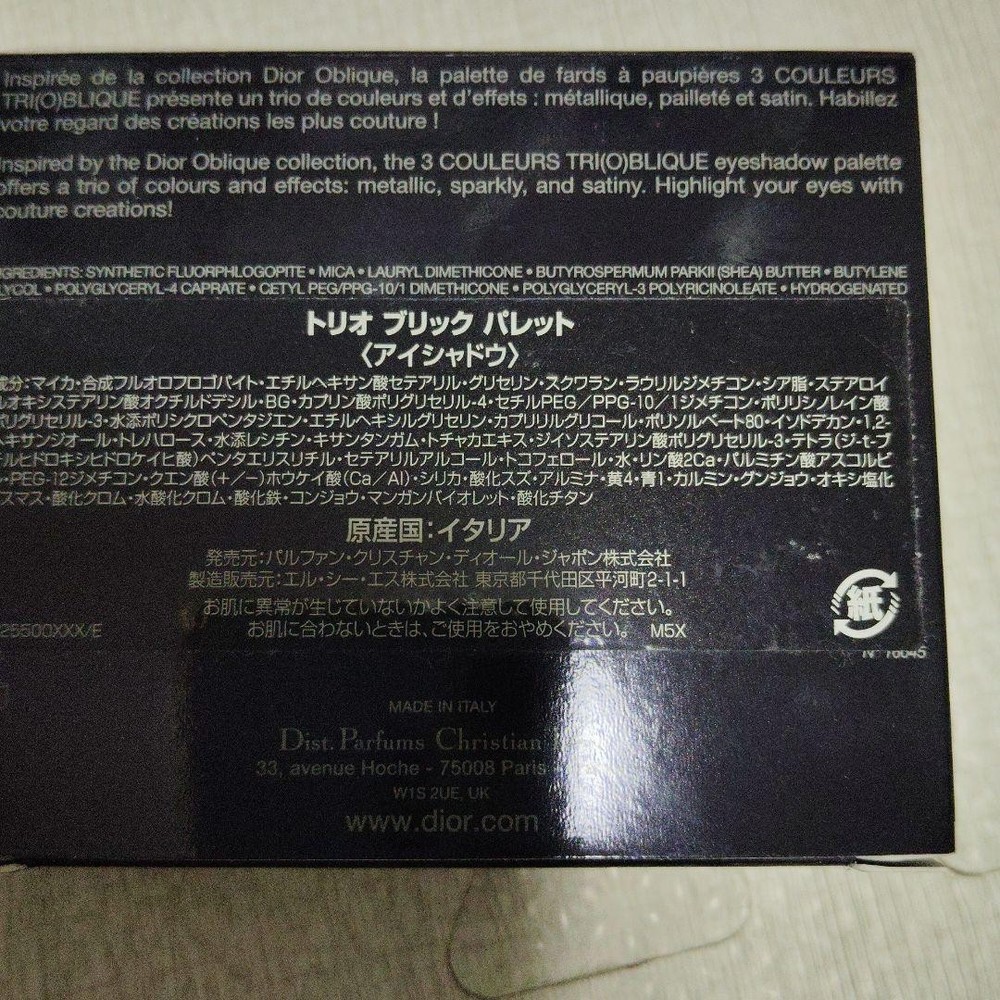 Inspirée de la collection Dior Oblique, la palette de fards à paupières 3 COULEURS
TRI(O)BLIQUE présente un trio de couleurs et d'effets : métallique, pailleté et satin. Habillez
votre regard des créations les plus couture !
Inspired by the Dior Oblique collection, the 3 COULEURS TRI(O)BLIQUE eyeshadow palette
offers a trio of colours and effects: metallic, sparkly, and satiny. Highlight your eyes with
couture creations!
NGREDIENTS: SYNTHETIC FLUORPHLOGOPITE • MICA • LAURYL DIMETHICONE • BUTYROSPERMUM PARKII (SHEA) BUTTER • BUTYLENE
LYCOL • POLYGLYCERYL-4 CAPRATE • CETYL PEG/PPG-10/1 DIMETHICONE • POLYGLYCERYL-3 POLYRICINOLEATE • HYDROGENATED
トリオ ブリック パレット
〈アイシャドウ〉
成分：マイカ・合成フルオロフロゴパイト・エチルヘキサン酸セテアリル・グリセリン・スクワラン・ラウリルジメチコン・シア脂・ステアロイ
ルオキシステアリン酸オクチルドデシル・BG・カプリン酸ポリグリセリル-4・セチルPEG／PPG-10／1ジメチコン・ポリリシノレイン酸
ポリグリセリル-3・水添ポリシクロペンタジエン・エチルヘキシルグリセリン・カプリリルグリコール・ポリソルベート80・イソドデカン・1,2-
ヘキサンジオール・トレハロース・水添レシチン・キサンタンガム・トチャカエキス・ジイソステアリン酸ポリグリセリル-3・テトラ(ジ-t-ブ
チルヒドロキシヒドロケイヒ酸)ペンタエリスリチル・セテアリルアルコール・トコフェロール・水・リン酸2Ca・パルミチン酸アスコルビ
ル・PEG-12ジメチコン・クエン酸(+/−)ホウケイ酸(Ca／Al)・シリカ・酸化スズ・アルミナ・黄4・青1・カルミン・グンジョウ・オキシ塩化
ビスマス・酸化クロム・水酸化クロム・酸化鉄・コンジョウ・マンガンバイオレット・酸化チタン
原産国：イタリア
発売元：パルファン・クリスチャン・ディオール・ジャポン株式会社
製造販売元：エル・シー・エス株式会社 東京都千代田区平河町2-1-1
お肌に異常が生じていないかよく注意して使用してください。
お肌に合わないときは、ご使用をおやめください。 M5X
25500XXX/E
紙
N° 16045
MADE IN ITALY
Dist. Parfums Christian
33, avenue Hoche - 75008 Paris
W1S 2UE, UK
www.dior.com